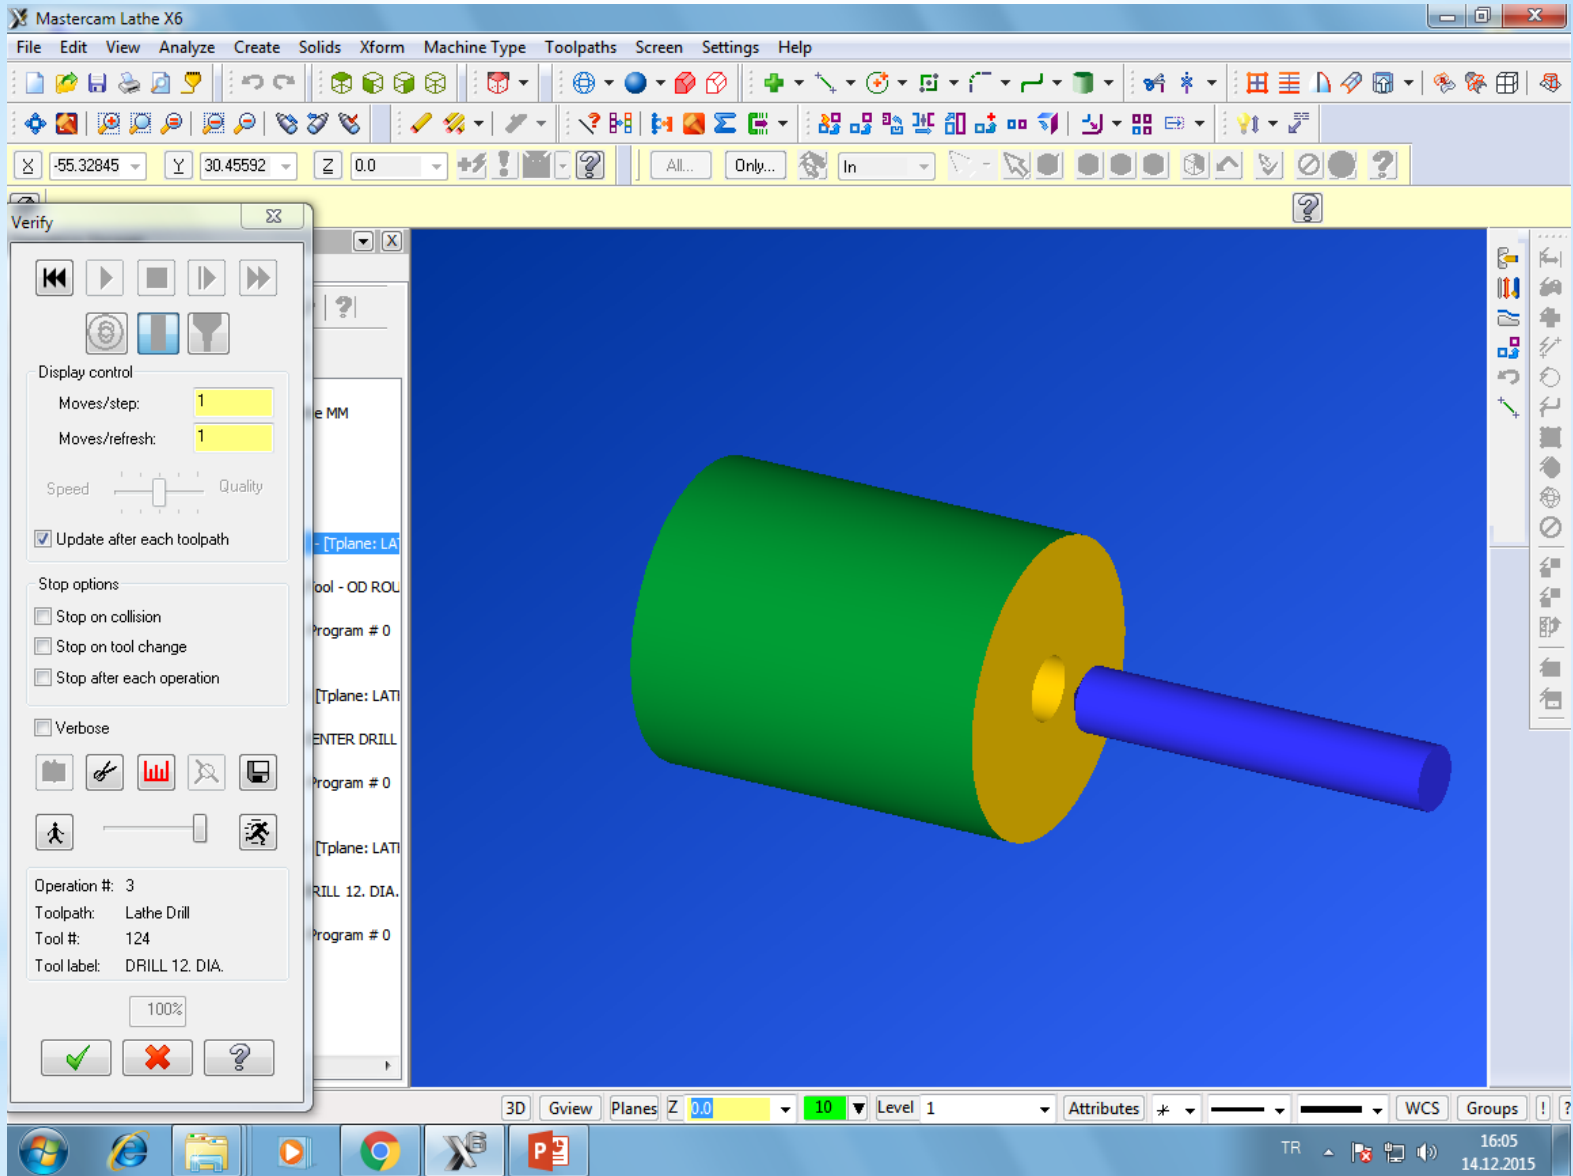 Mastercam Lathe X6
File Edit View Analyze Create Solids Xform Machine Type Toolpaths Screen Settings Help
X -55.32845 Y 30.45592 Z 0.0 All... Only... In
Verify
Display control
Moves/step: 1
Moves/refresh: 1
Speed Quality
Update after each toolpath
Stop options
Stop on collision
Stop on tool change
Stop after each operation
Verbose
Operation #: 3
Toolpath: Lathe Drill
Tool #: 124
Tool label: DRILL 12. DIA.
100%
e MM
- [Tplane: LAT
ool - OD ROU
Program # 0
[Tplane: LATI
ENTER DRILL
Program # 0
[Tplane: LATI
RILL 12. DIA.
Program # 0
3D Gview Planes Z 0.0 10 Level 1 Attributes WCS Groups ! ?
TR 16:05
14.12.2015